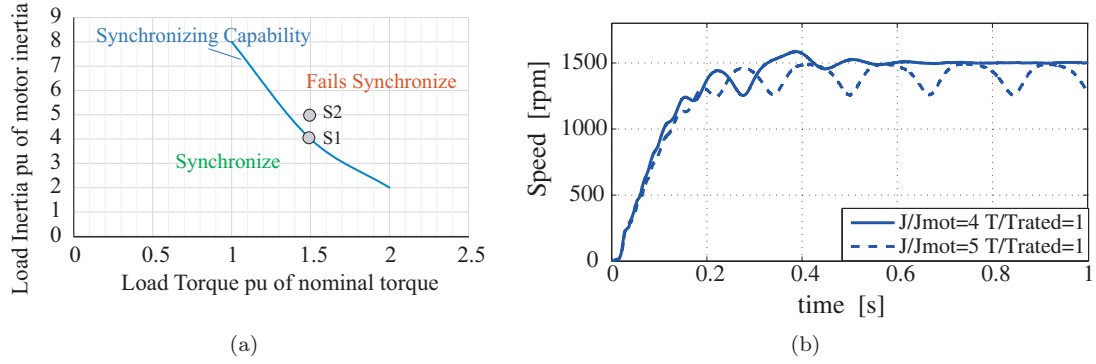 9
8
7
6
5
4
3
2
1
0
Load Inertia pu of motor inertia
Synchronizing Capability
Fails Synchronize
S2
S1
Synchronize
0 0.5 1 1.5 2 2.5
Load Torque pu of nominal torque
(a)
1500
1000
500
0
Speed [rpm]
J/Jmot=4 T/Trated=1
J/Jmot=5 T/Trated=1
0 0.2 0.4 0.6 0.8 1
time [s]
(b)